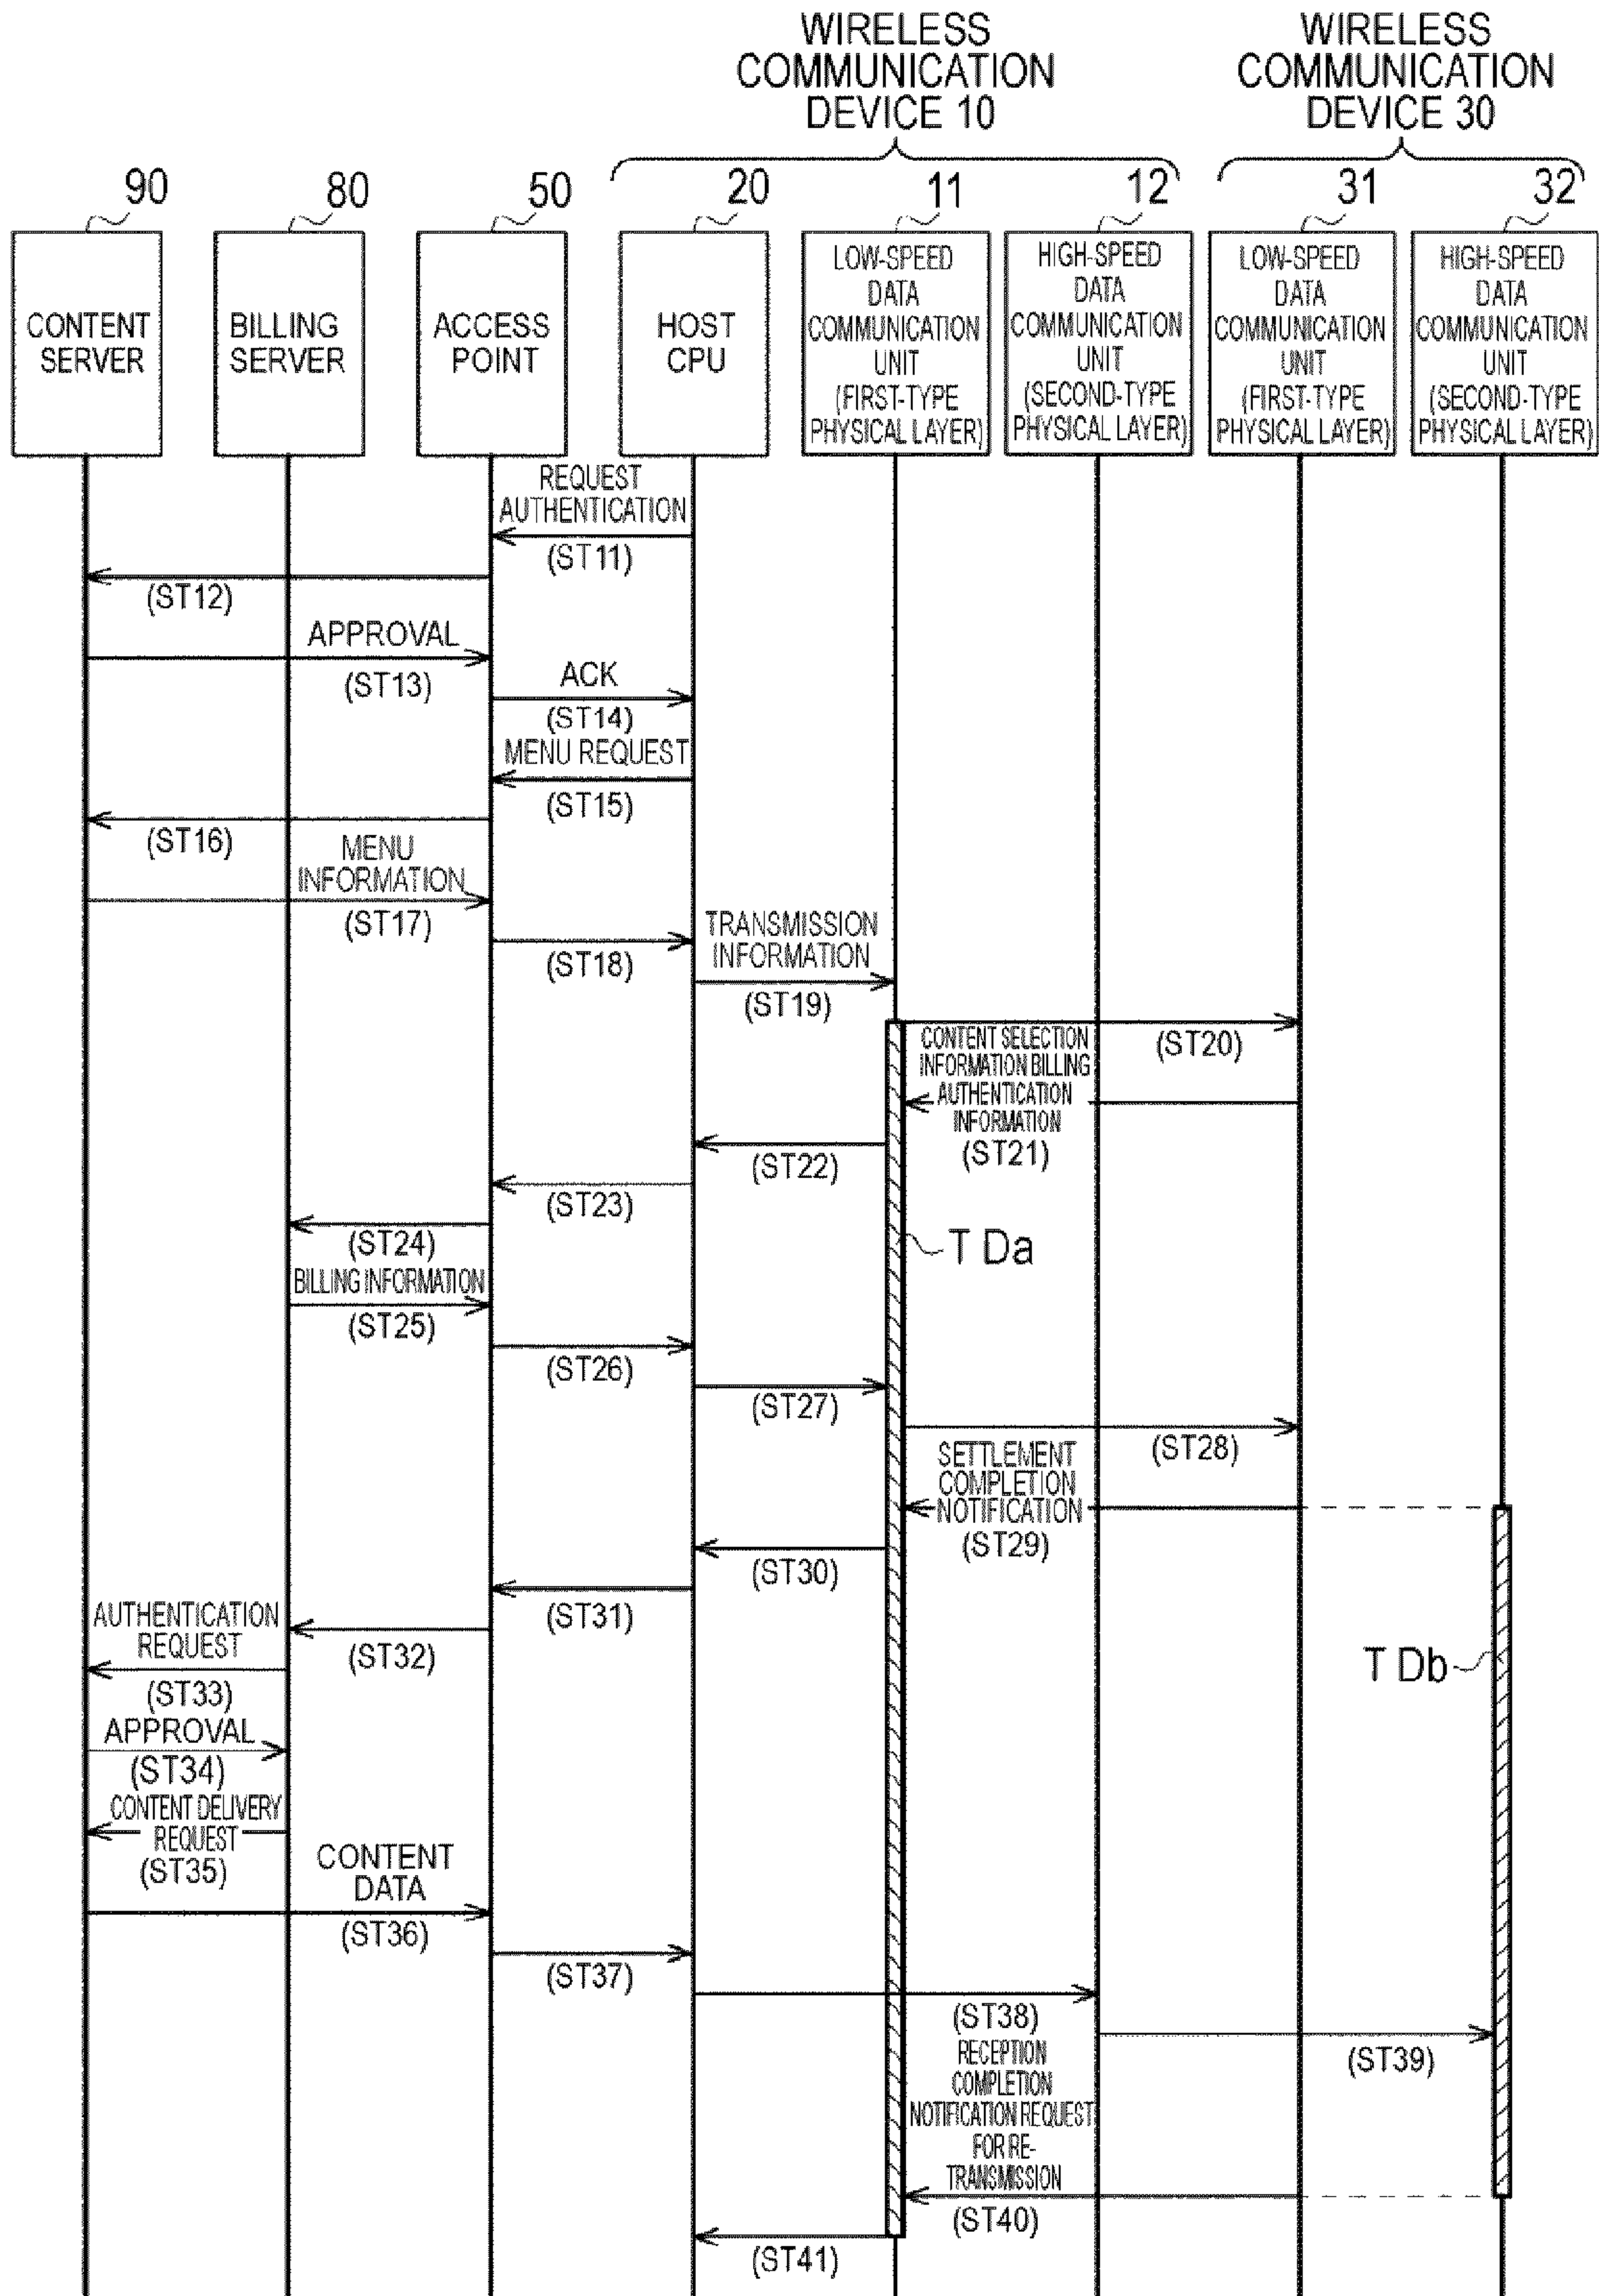 WIRELESS
COMMUNICATION
DEVICE 10
WIRELESS
COMMUNICATION
DEVICE 30
90
80
50
20
11
12
31
32
CONTENT
SERVER
BILLING
SERVER
ACCESS
POINT
HOST
CPU
LOW-SPEED
DATA
COMMUNICATION
UNIT
(FIRST-TYPE
PHYSICAL LAYER)
HIGH-SPEED
DATA
COMMUNICATION
UNIT
(SECOND-TYPE
PHYSICAL LAYER)
LOW-SPEED
DATA
COMMUNICATION
UNIT
(FIRST-TYPE
PHYSICAL LAYER)
HIGH-SPEED
DATA
COMMUNICATION
UNIT
(SECOND-TYPE
PHYSICAL LAYER)
REQUEST
AUTHENTICATION
(ST11)
(ST12)
APPROVAL
(ST13)
ACK
(ST14)
MENU REQUEST
(ST15)
(ST16)
MENU
INFORMATION
(ST17)
(ST18)
TRANSMISSION
INFORMATION
(ST19)
(ST20)
CONTENT SELECTION
INFORMATION BILLING
AUTHENTICATION
INFORMATION
(ST21)
(ST22)
(ST23)
(ST24)
T Da
BILLING INFORMATION
(ST25)
(ST26)
(ST27)
(ST28)
SETTLEMENT
COMPLETION
NOTIFICATION
(ST29)
(ST30)
(ST31)
(ST32)
AUTHENTICATION
REQUEST
(ST33)
T Db
APPROVAL
(ST34)
CONTENT DELIVERY
REQUEST
(ST35)
CONTENT
DATA
(ST36)
(ST37)
(ST38)
(ST39)
RECEPTION
COMPLETION
NOTIFICATION REQUEST
FOR RE-
TRANSMISSION
(ST40)
(ST41)